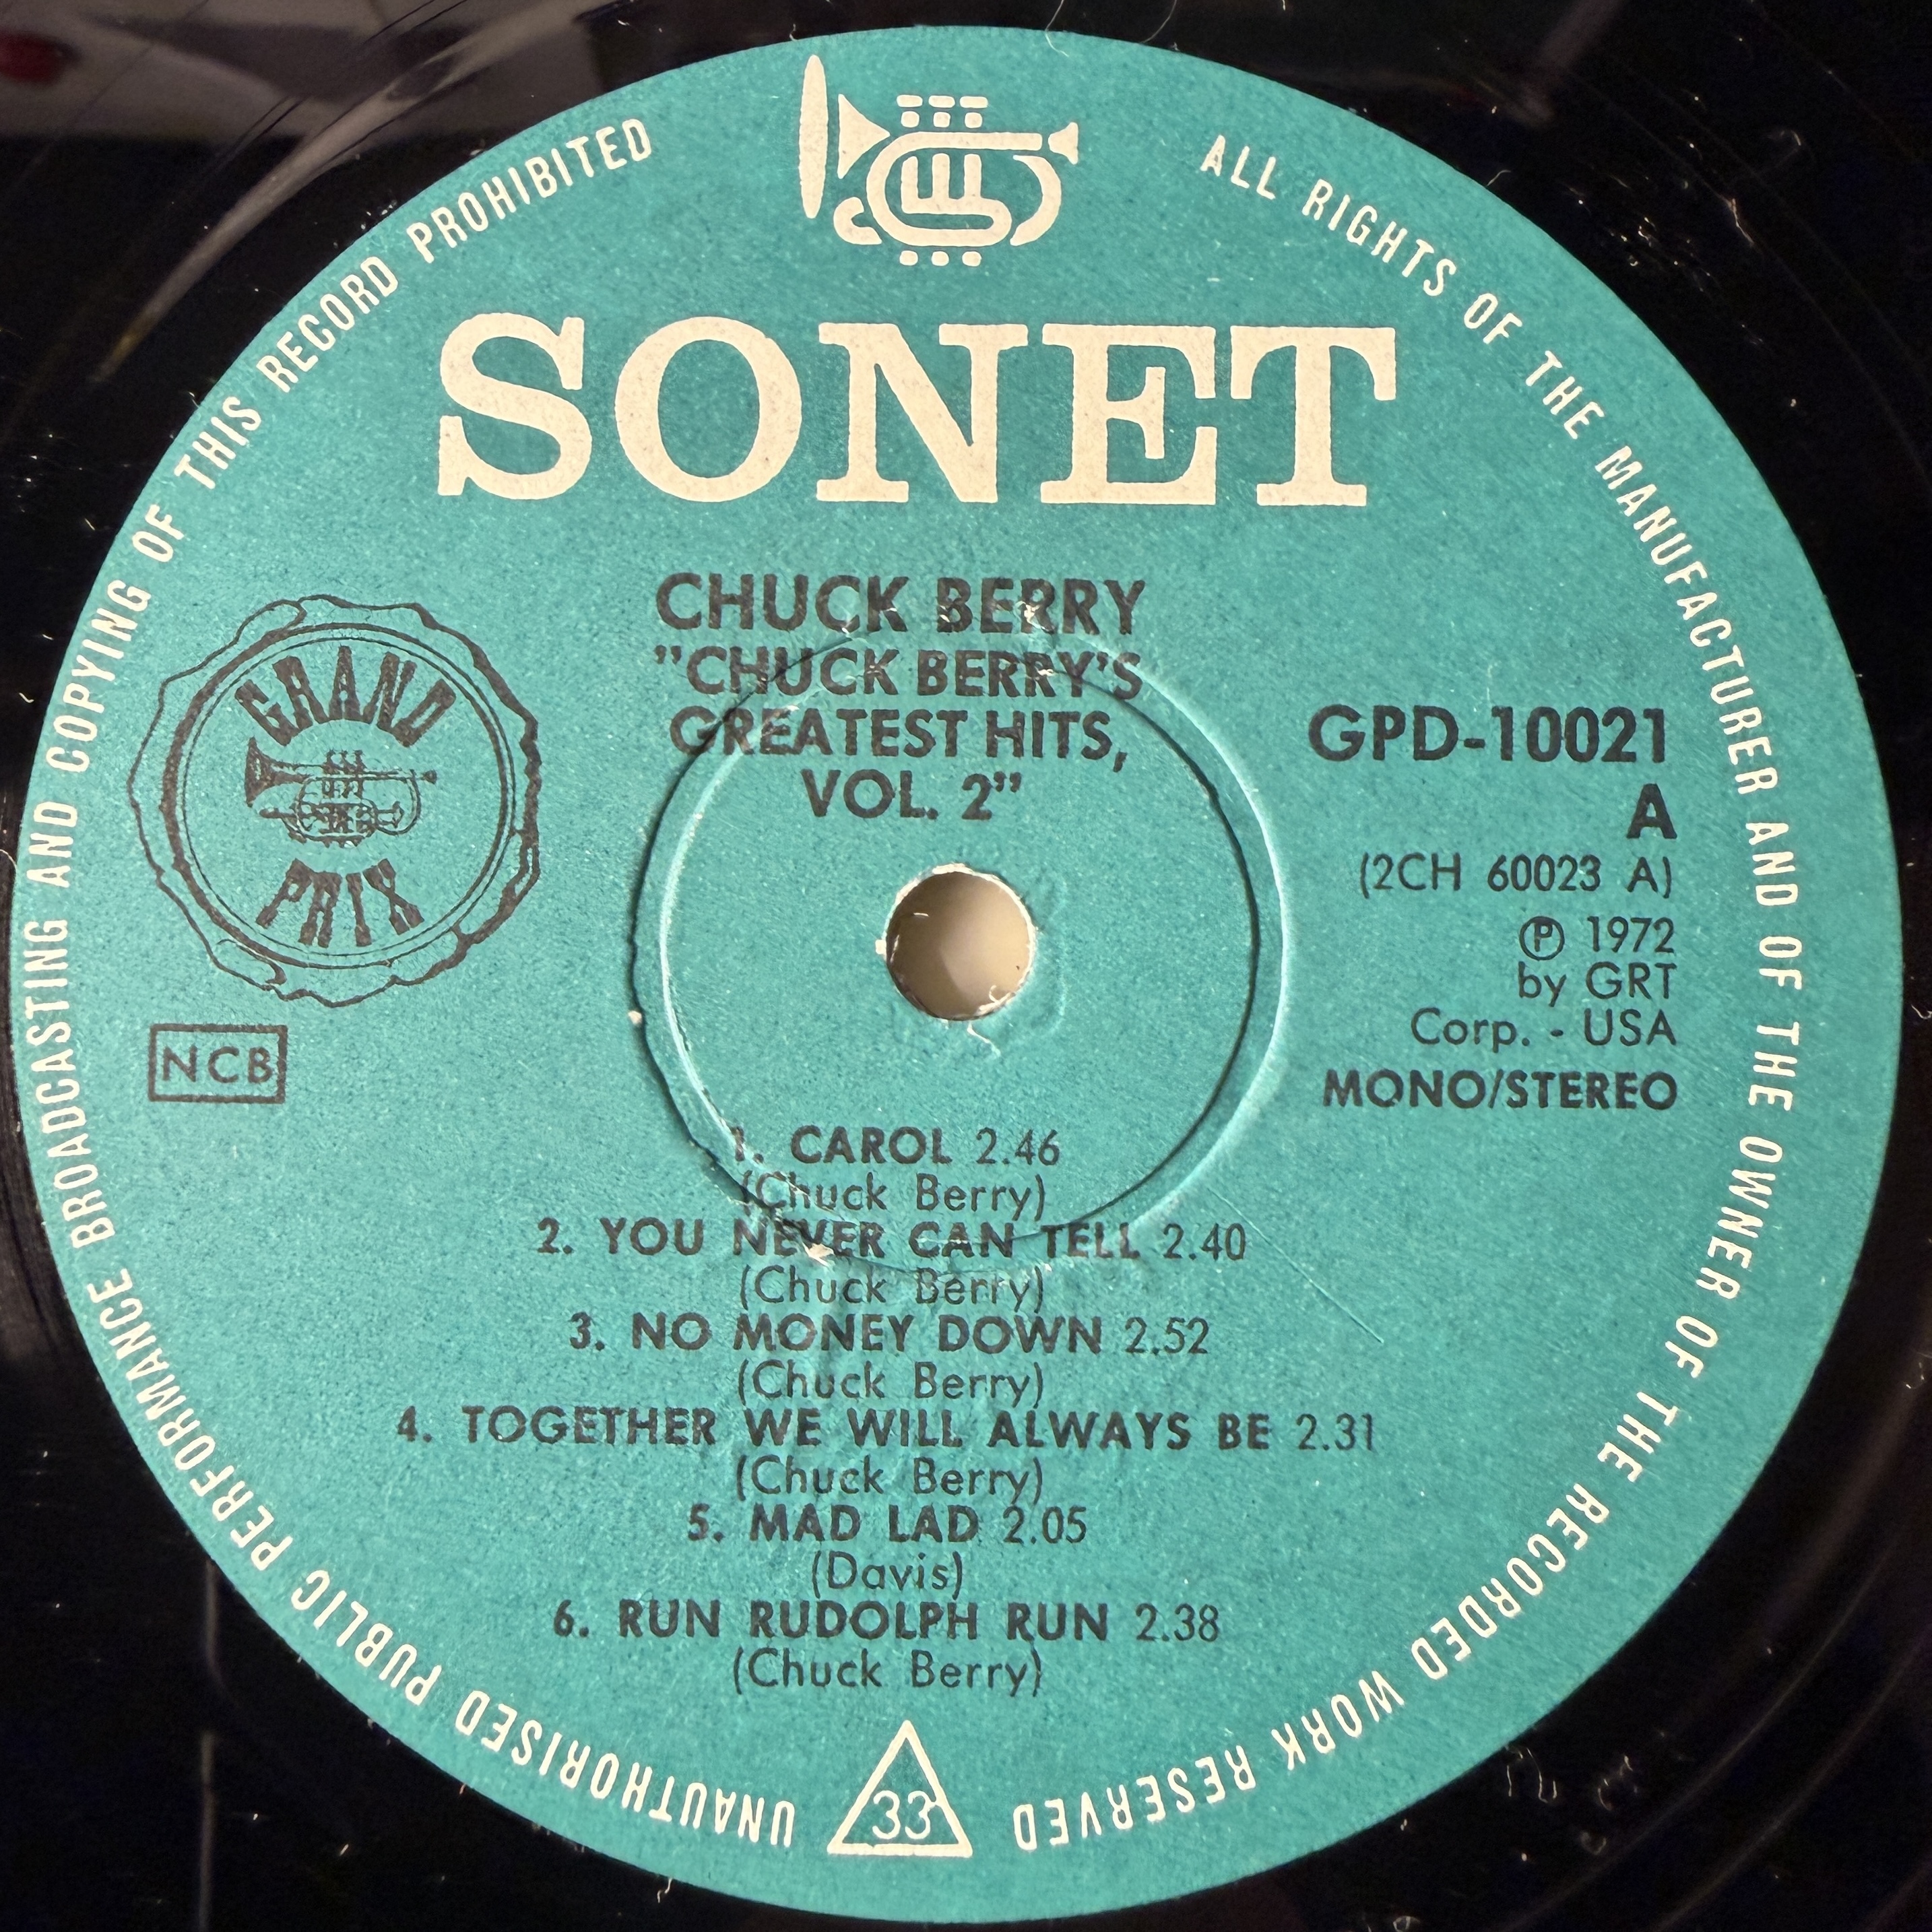 SONET
CHUCK BERRY
"CHUCK BERRY'S
GREATEST HITS,
VOL. 2"
GRAND
PRIX
NCB
GPD-10021
A
(2CH 60023 A)
Ⓟ 1972
by GRT
Corp. - USA
MONO/STEREO
1. CAROL 2.46
(Chuck Berry)
2. YOU NEVER CAN TELL 2.40
(Chuck Berry)
3. NO MONEY DOWN 2.52
(Chuck Berry)
4. TOGETHER WE WILL ALWAYS BE 2.31
(Chuck Berry)
5. MAD LAD 2.05
(Davis)
6. RUN RUDOLPH RUN 2.38
(Chuck Berry)
33
ALL RIGHTS OF THE MANUFACTURER AND OF THE OWNER OF THE RECORDED WORK RESERVED
UNAUTHORISED PUBLIC PERFORMANCE BROADCASTING AND COPYING OF THIS RECORD PROHIBITED